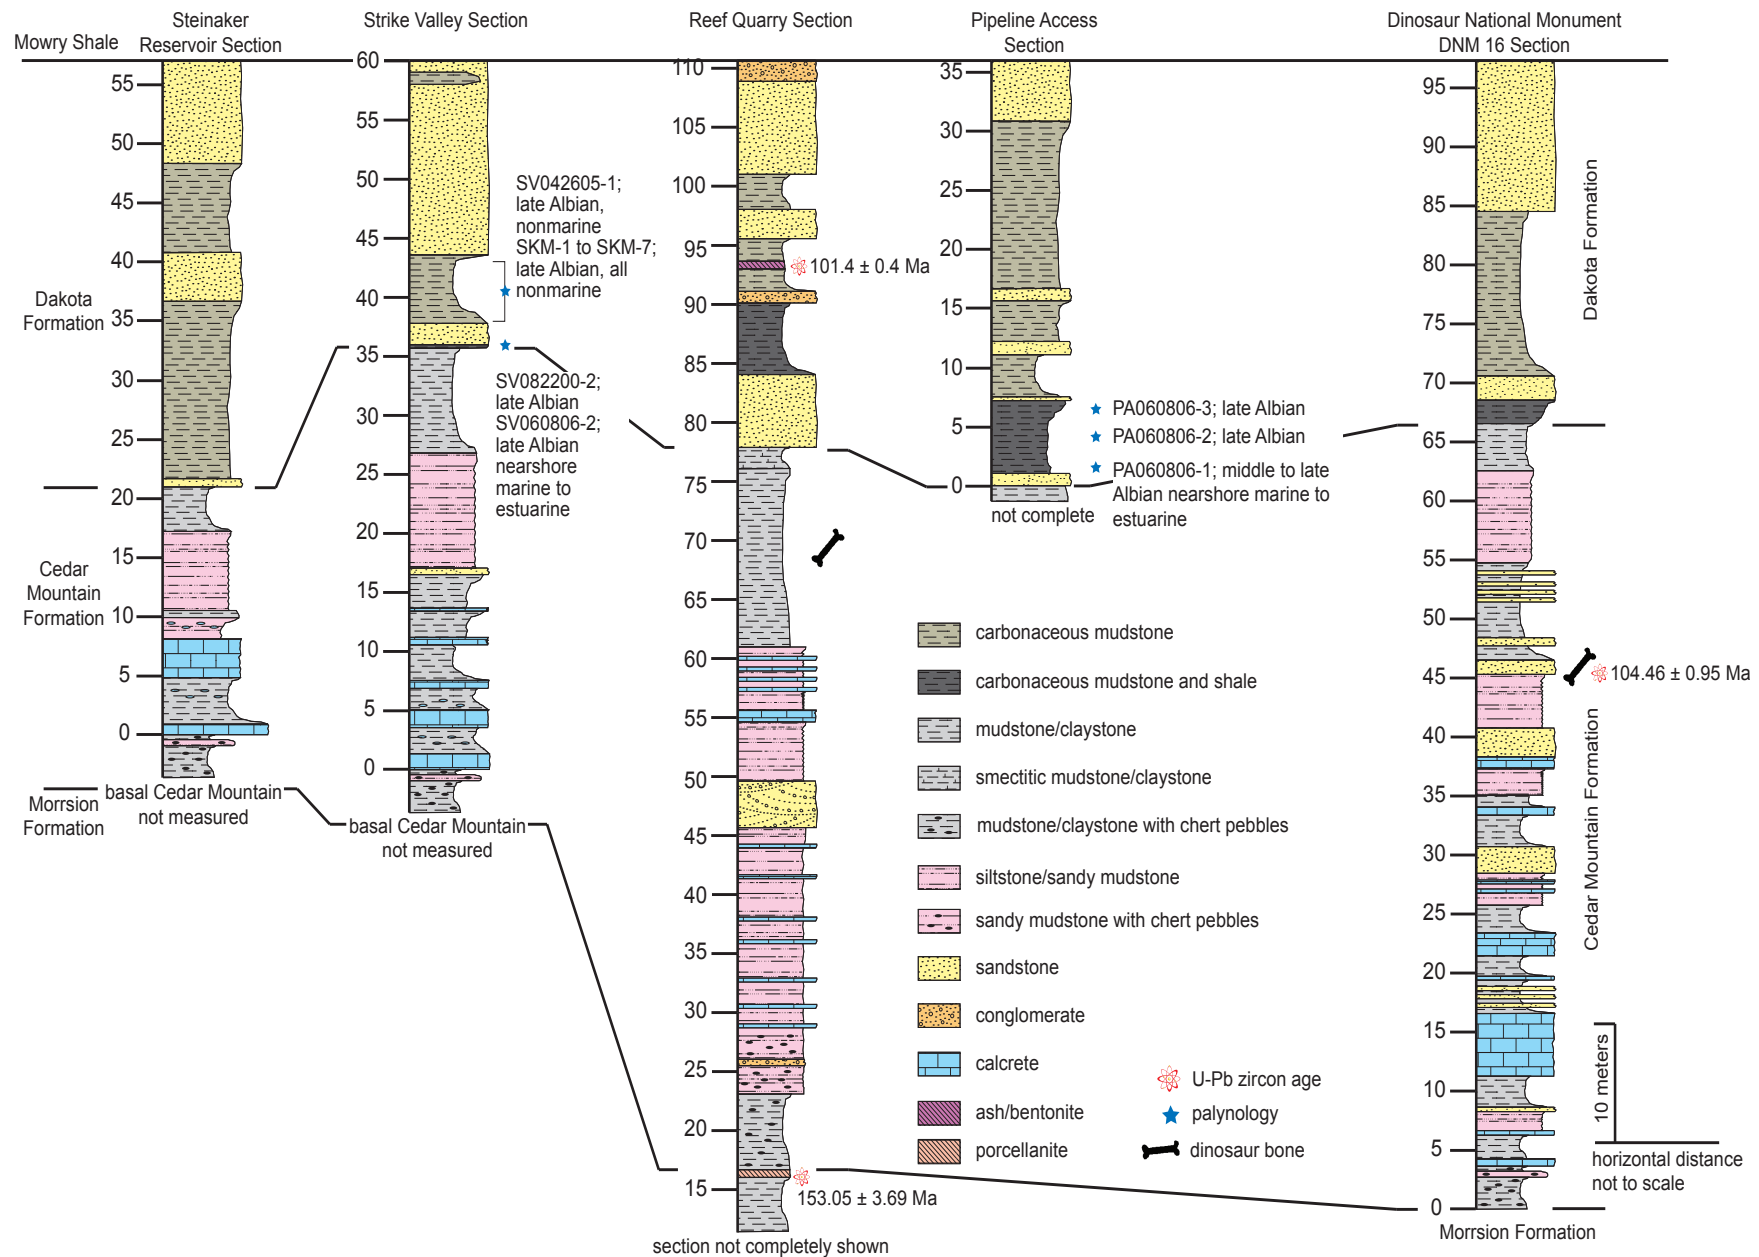 Mowry Shale
Steinaker
Reservoir Section
Strike Valley Section
Reef Quarry Section
Pipeline Access
Section
Dinosaur National Monument
DNM 16 Section
Dakota
Formation
Cedar
Mountain
Formation
Morrsion
Formation
55
50
45
40
35
30
25
20
15
10
5
0
basal Cedar Mountain
not measured
60
55
50
45
40
35
30
25
20
15
10
5
0
basal Cedar Mountain
not measured
SV042605-1;
late Albian,
nonmarine
SKM-1 to SKM-7;
late Albian, all
nonmarine
SV082200-2;
late Albian
SV060806-2;
late Albian
nearshore
marine to
estuarine
110
105
100
95
90
85
80
75
70
65
60
55
50
45
40
35
30
25
20
15
101.4 ± 0.4 Ma
153.05 ± 3.69 Ma
section not completely shown
35
30
25
20
15
10
5
0
not complete
PA060806-3; late Albian
PA060806-2; late Albian
PA060806-1; middle to late
Albian nearshore marine to
estuarine
carbonaceous mudstone
carbonaceous mudstone and shale
mudstone/claystone
smectitic mudstone/claystone
mudstone/claystone with chert pebbles
siltstone/sandy mudstone
sandy mudstone with chert pebbles
sandstone
conglomerate
calcrete
ash/bentonite
porcellanite
U-Pb zircon age
palynology
dinosaur bone
95
90
85
80
75
70
65
60
55
50
45
40
35
30
25
20
15
10
5
0
Dakota Formation
104.46 ± 0.95 Ma
Cedar Mountain Formation
10 meters
horizontal distance
not to scale
Morrsion Formation